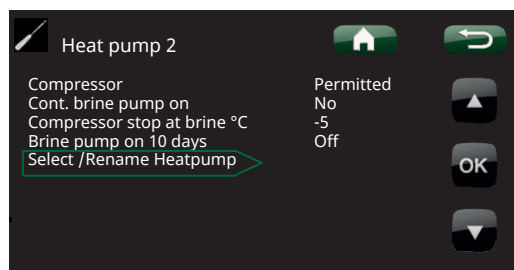 Heat pump 2
Compressor Permitted
Cont. brine pump on No
Compressor stop at brine °C -5
Brine pump on 10 days Off
Select /Rename Heatpump
OK